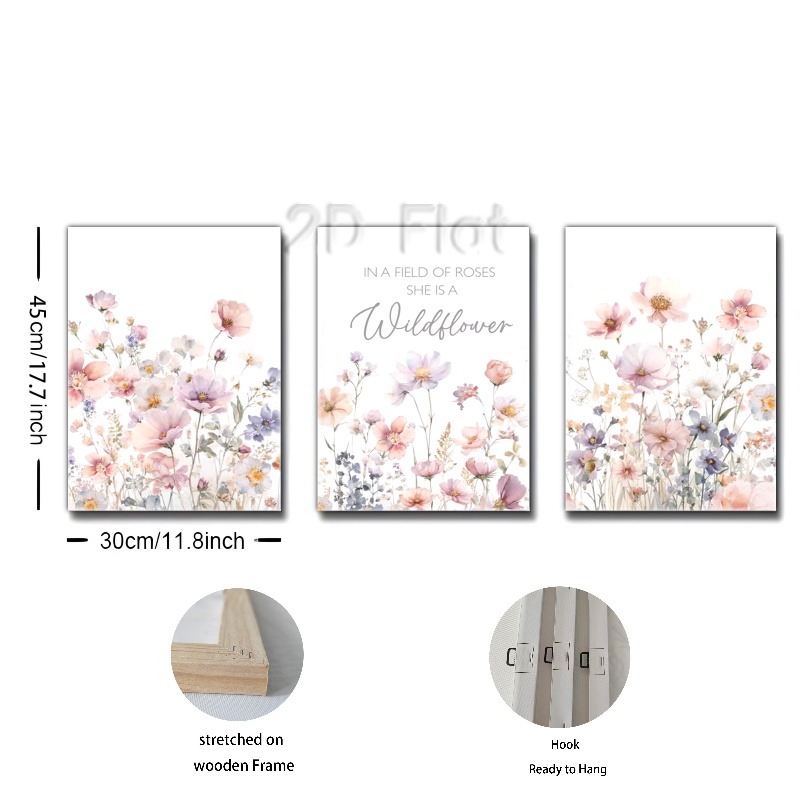 2D Flat
IN A FIELD OF ROSES
SHE IS A
Wildflower
45cm/17.7inch
30cm/11.8inch
stretched on
wooden Frame
Hook
Ready to Hang